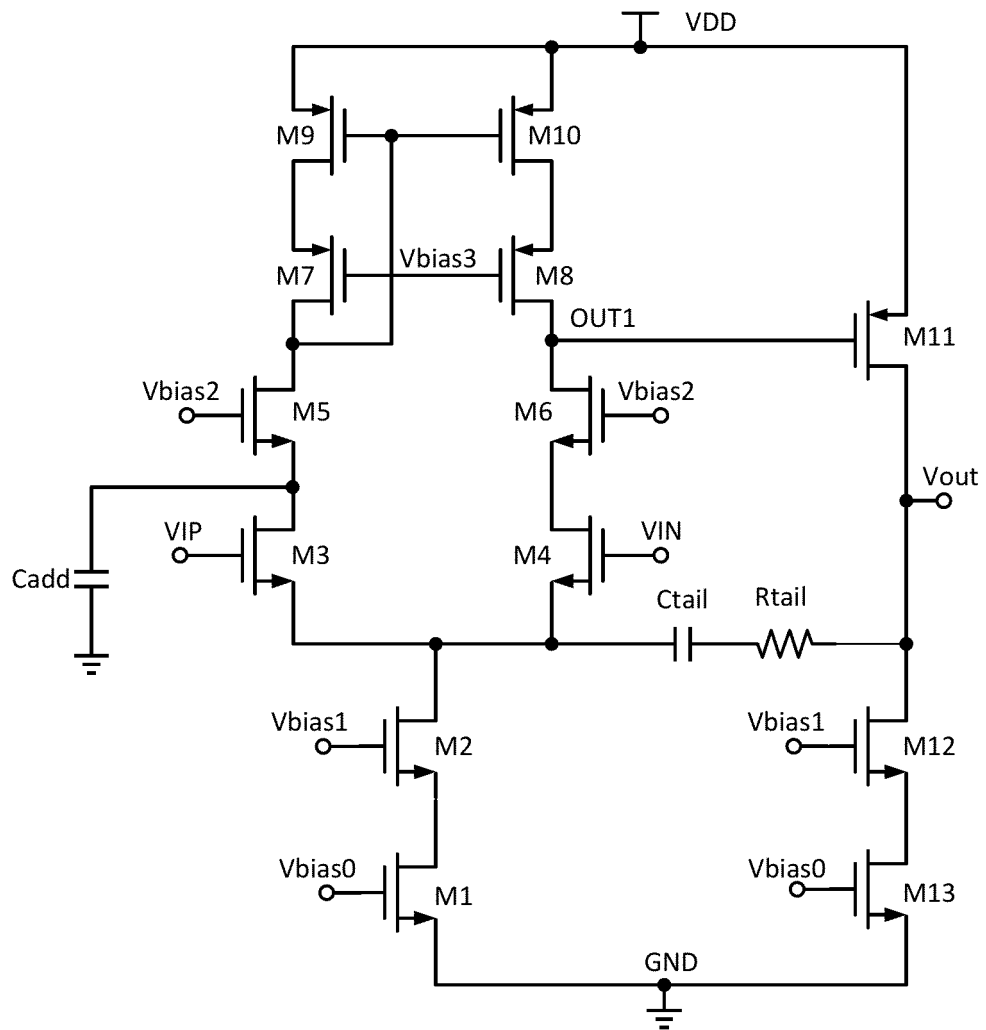 VDD
M9
M10
M7
Vbias3
M8
OUT1
M11
Vbias2
M5
M6
Vbias2
Vout
VIP
M3
M4
VIN
Cadd
Ctail
Rtail
Vbias1
M2
Vbias1
M12
Vbias0
M1
Vbias0
M13
GND